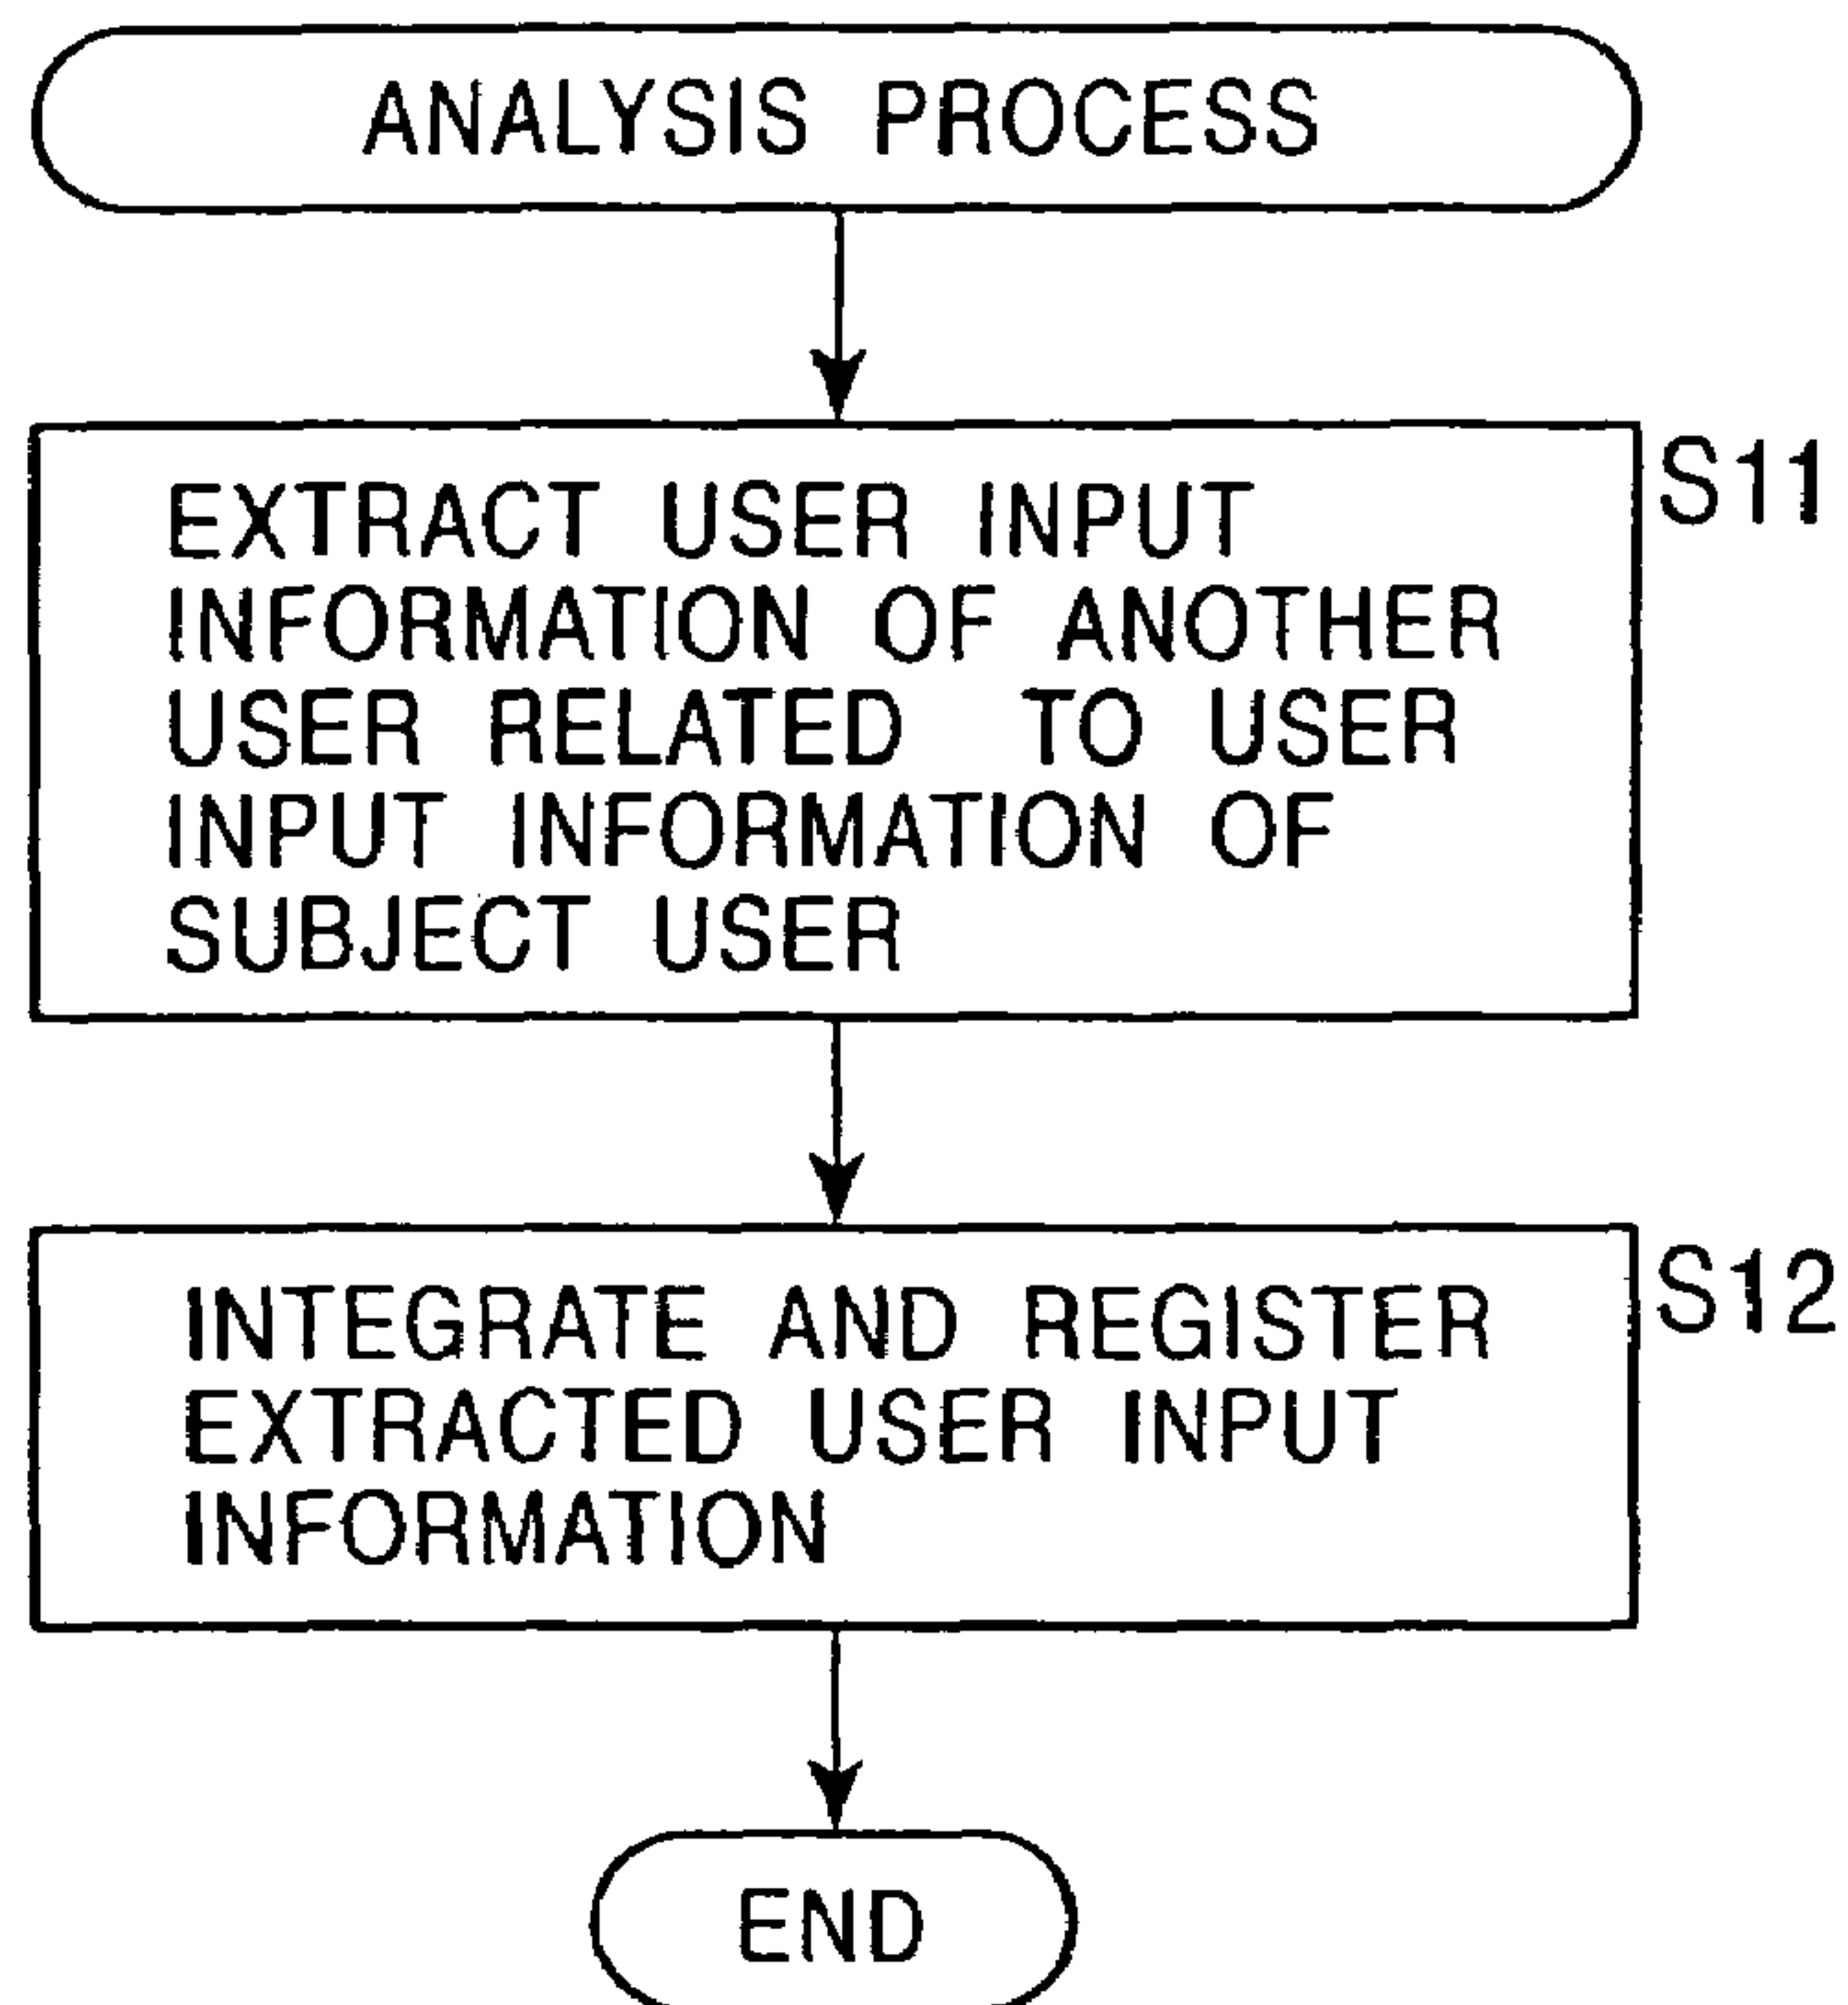 ANALYSIS PROCESS
S11
EXTRACT USER INPUT
INFORMATION OF ANOTHER
USER RELATED TO USER
INPUT INFORMATION OF
SUBJECT USER
S12
INTEGRATE AND REGISTER
EXTRACTED USER INPUT
INFORMATION
END